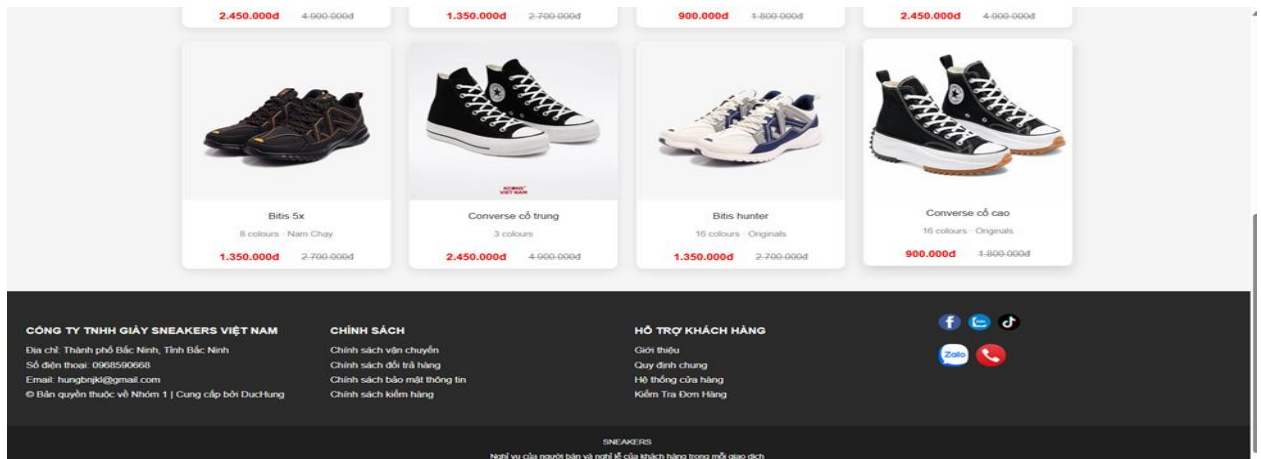 2.450.000đ 4.900.000đ
1.350.000đ 2.700.000đ
900.000đ 1.800.000đ
2.450.000đ 4.900.000đ
VIỆT NAM
Bitis 5x
8 colours · Nam Chạy
1.350.000đ 2.700.000đ
Converse cổ trung
3 colours
2.450.000đ 4.900.000đ
Bitis hunter
16 colours · Originals
1.350.000đ 2.700.000đ
Converse cổ cao
16 colours · Originals
900.000đ 1.800.000đ
CÔNG TY TNHH GIÀY SNEAKERS VIỆT NAM
Địa chỉ: Thành phố Bắc Ninh, Tỉnh Bắc Ninh
Số điện thoại: 0968590668
Email: hungbnjkl@gmail.com
© Bản quyền thuộc về Nhóm 1 | Cung cấp bởi DucHung
CHÍNH SÁCH
Chính sách vận chuyển
Chính sách đổi trả hàng
Chính sách bảo mật thông tin
Chính sách kiểm hàng
HỖ TRỢ KHÁCH HÀNG
Giới thiệu
Quy định chung
Hệ thống cửa hàng
Kiểm Tra Đơn Hàng
Zalo
SNEAKERS
Nghỉ vụ của người bán và nghỉ lễ của khách hàng trong mỗi giao dịch